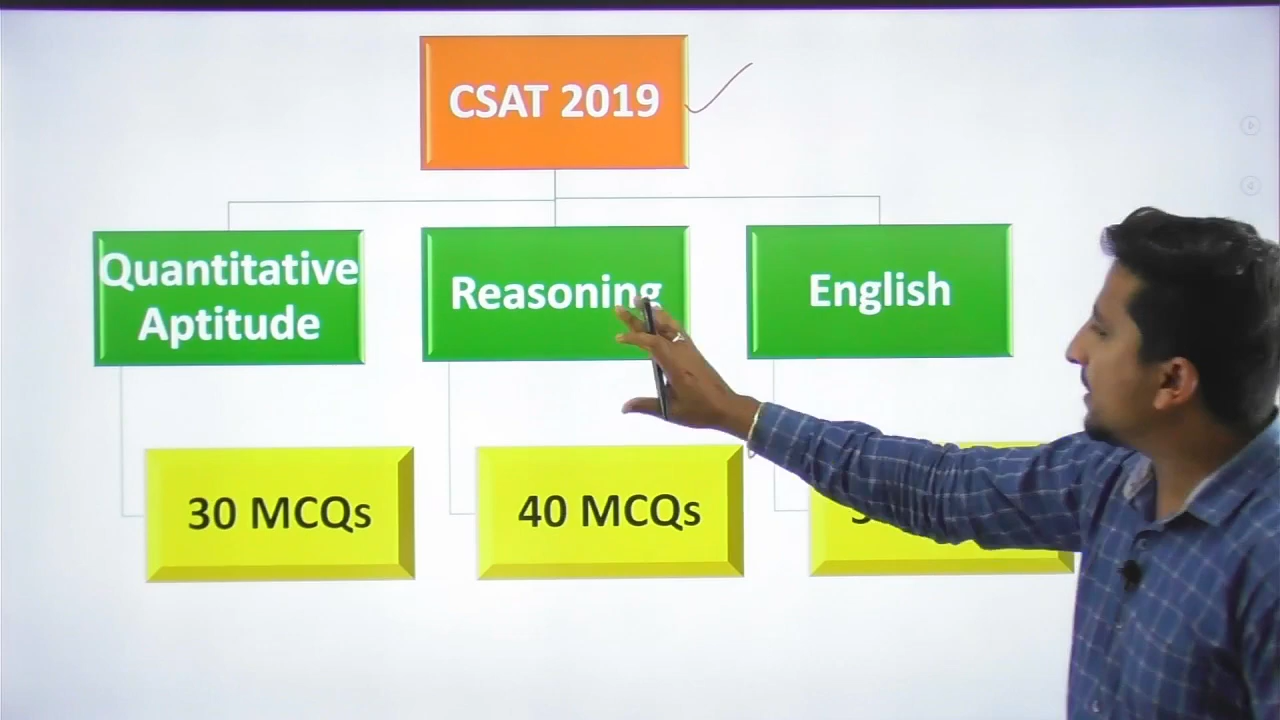 CSAT 2019
Quantitative
Aptitude
Reasoning
English
30 MCQs
40 MCQs